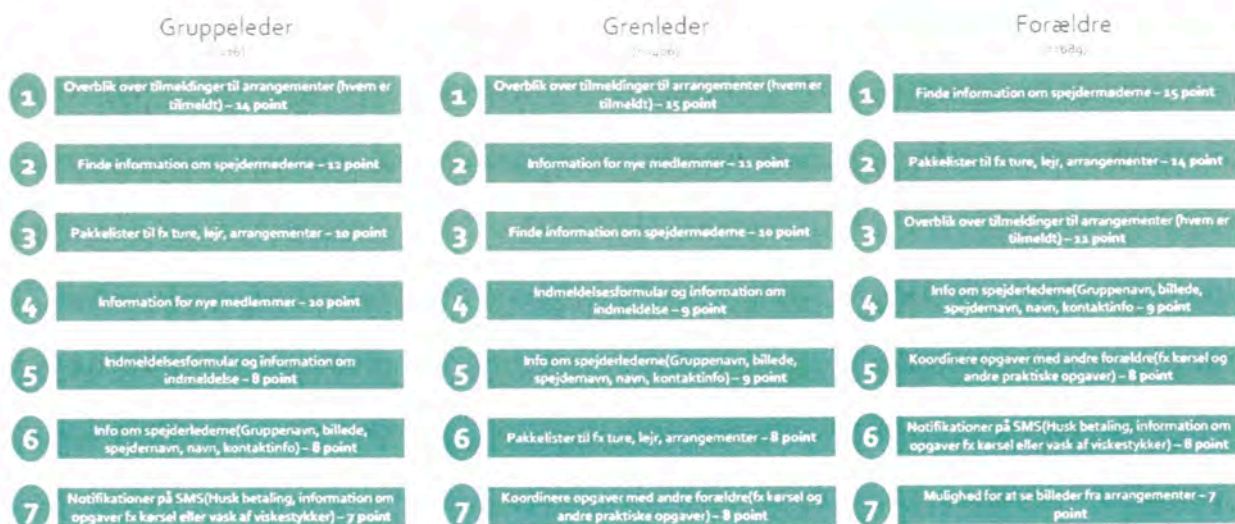 Gruppeleder
1
Overblik over tilmeldinger til arrangementer (hvem er
tilmeldt) – 14 point
2
Finde information om spejdermøderne – 12 point
3
Pakkelister til fx ture, lejr, arrangementer – 10 point
4
Information for nye medlemmer – 10 point
5
Indmeldelsesformular og information om
indmeldelse – 8 point
6
Info om spejderlederne(Gruppenavn, billede,
spejdernavn, navn, kontaktinfo) – 8 point
7
Notifikationer på SMS(Husk betaling, information om
opgaver fx kørsel eller vask af viskestykker) – 7 point
Grenleder
1
Overblik over tilmeldinger til arrangementer (hvem er
tilmeldt) – 15 point
2
Information for nye medlemmer – 11 point
3
Finde information om spejdermøderne – 10 point
4
Indmeldelsesformular og information om
indmeldelse – 9 point
5
Info om spejderlederne(Gruppenavn, billede,
spejdernavn, navn, kontaktinfo) – 9 point
6
Pakkelister til fx ture, lejr, arrangementer – 8 point
7
Koordinere opgaver med andre forældre(fx kørsel og
andre praktiske opgaver) – 8 point
Forældre
1
Finde information om spejdermøderne – 15 point
2
Pakkelister til fx ture, lejr, arrangementer – 14 point
3
Overblik over tilmeldinger til arrangementer (hvem er
tilmeldt) – 11 point
4
Info om spejderlederne(Gruppenavn, billede,
spejdernavn, navn, kontaktinfo) – 9 point
5
Koordinere opgaver med andre forældre(fx kørsel og
andre praktiske opgaver) – 8 point
6
Notifikationer på SMS(Husk betaling, information om
opgaver fx kørsel eller vask af viskestykker) – 8 point
7
Mulighed for at se billeder fra arrangementer – 7
point